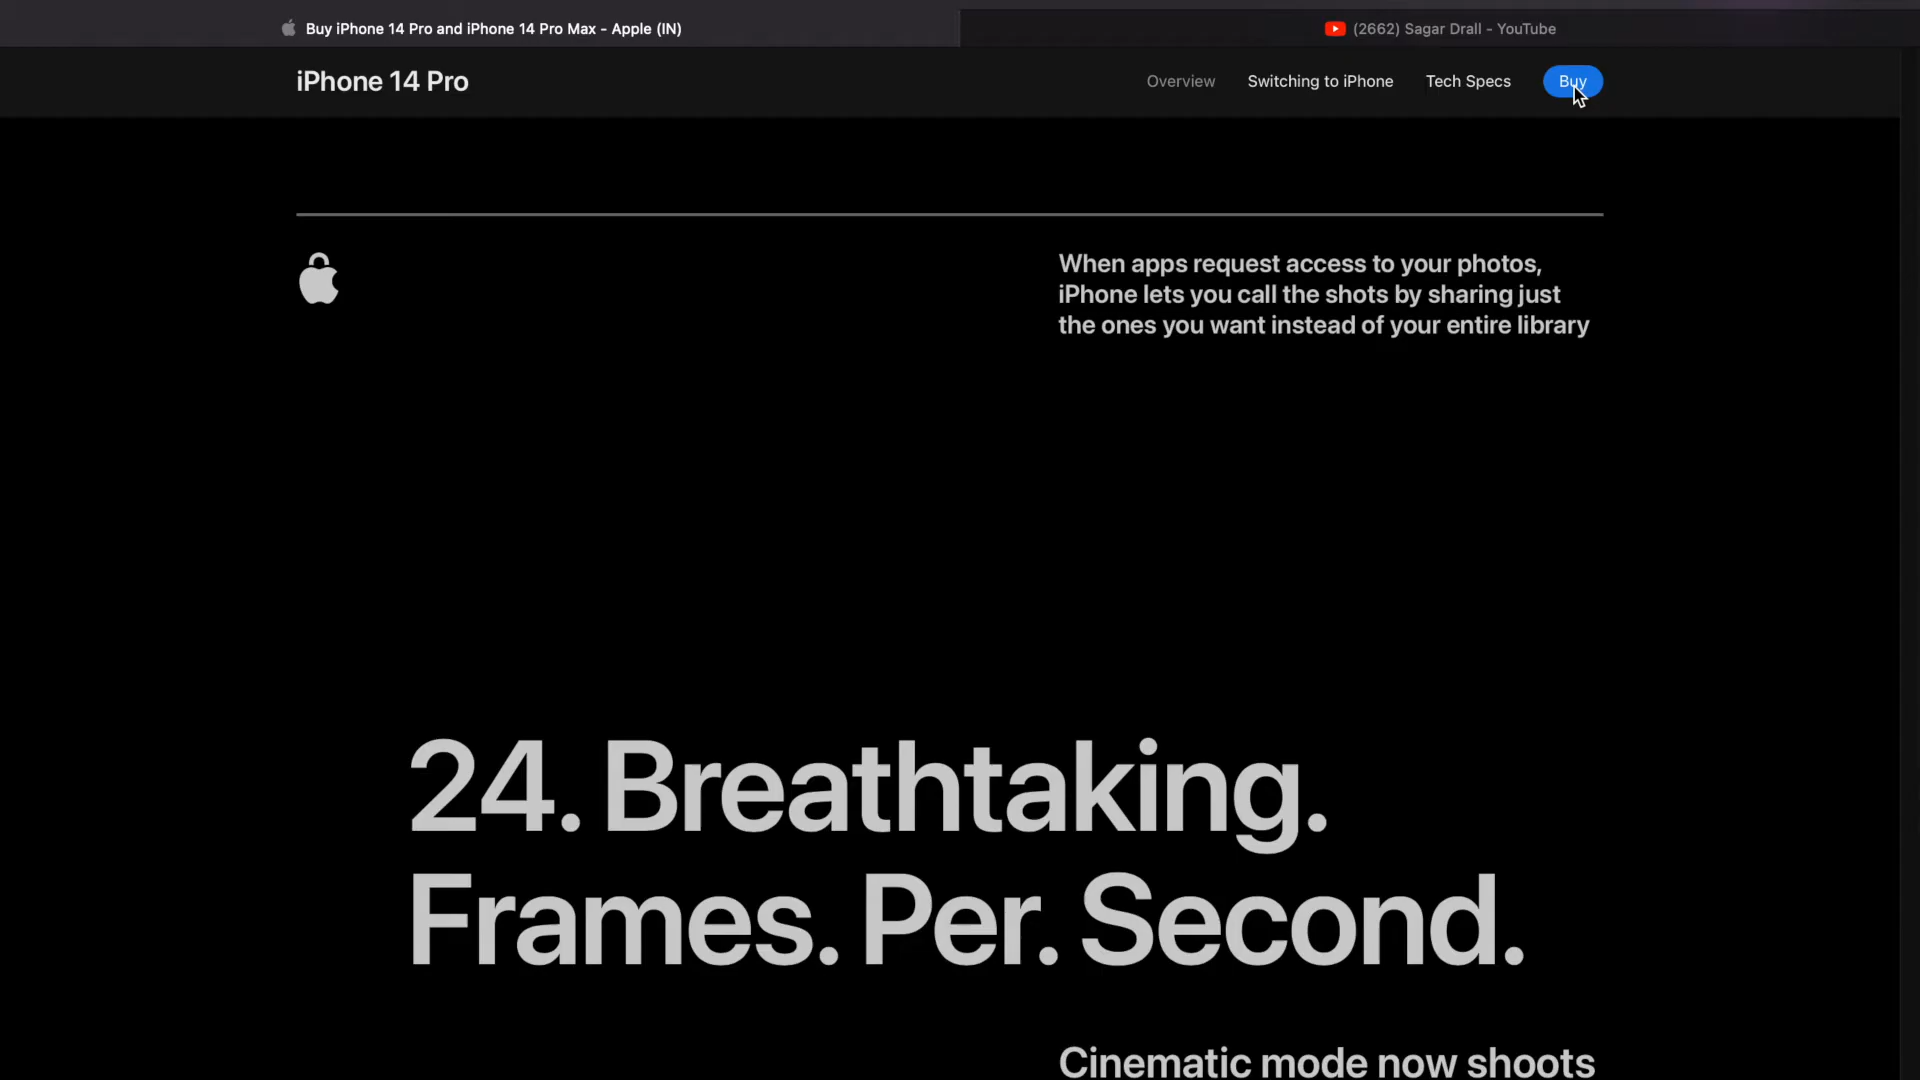 Buy iPhone 14 Pro and iPhone 14 Pro Max - Apple (IN)
(2662) Sagar Drall - YouTube
iPhone 14 Pro
Overview
Switching to iPhone
Tech Specs
Buy
When apps request access to your photos,
iPhone lets you call the shots by sharing just
the ones you want instead of your entire library
24. Breathtaking.
Frames. Per. Second.
Cinematic mode now shoots